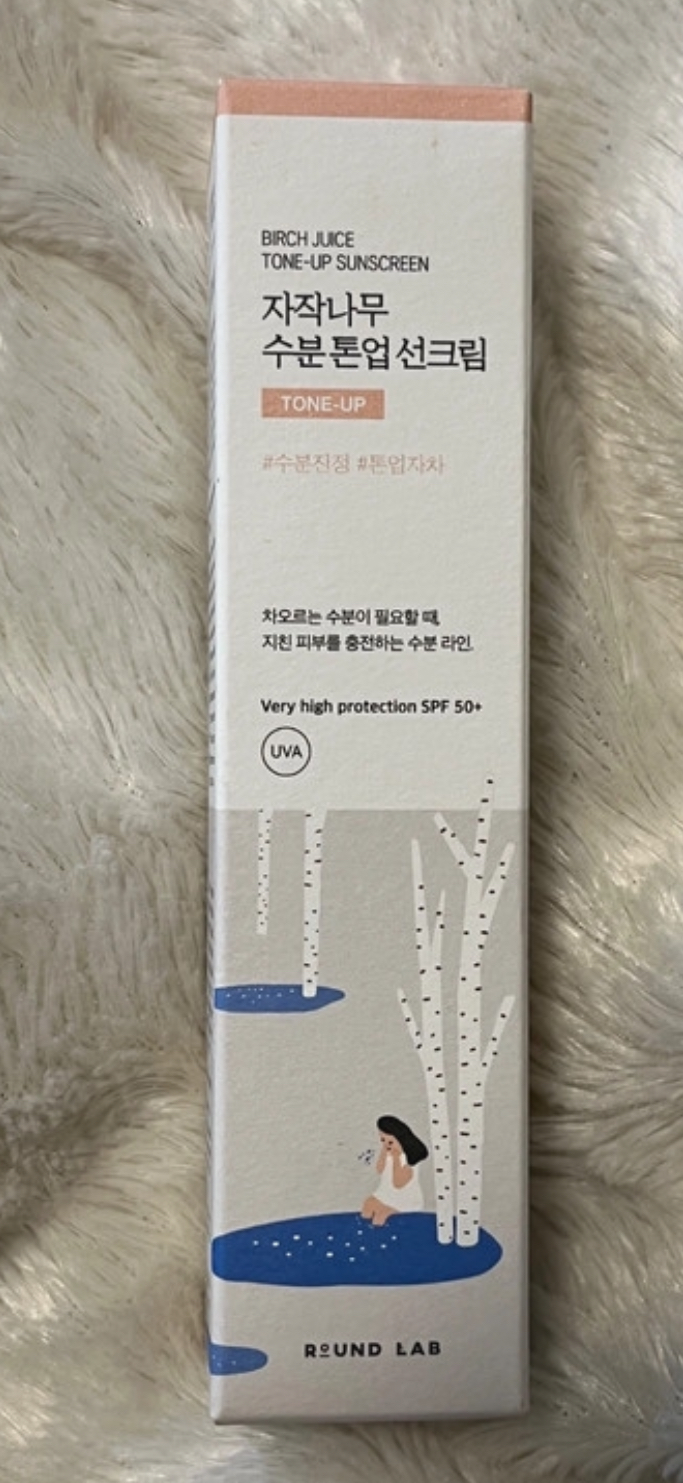 BIRCH JUICE
TONE-UP SUNSCREEN
자작나무
수분 톤업 선크림
TONE-UP
#수분진정 #톤업자차
차오르는 수분이 필요할 때,
지친 피부를 충전하는 수분 라인.
Very high protection SPF 50+
UVA
ROUND LAB